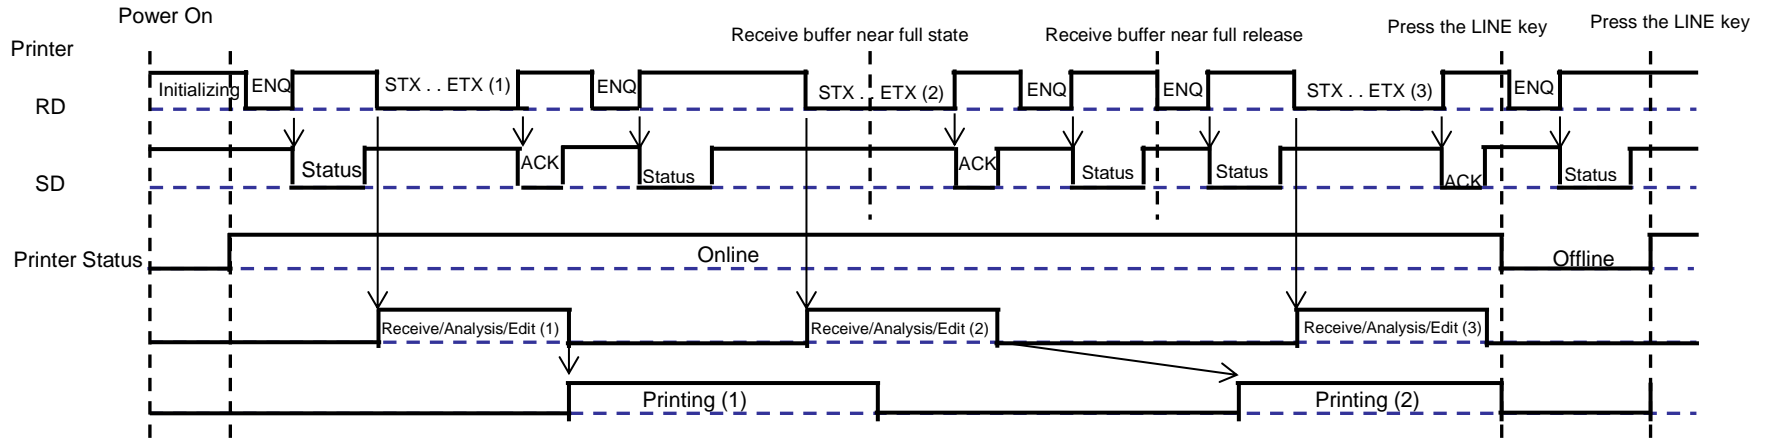 Power On
Receive buffer near full state
Receive buffer near full release
Press the LINE key
Press the LINE key
Printer
Initializing
ENQ
STX . . ETX (1)
ENQ
STX . . ETX (2)
ENQ
ENQ
STX . . ETX (3)
ENQ
RD
Status
ACK
Status
ACK
Status
Status
ACK
Status
SD
Printer Status
Online
Offline
Receive/Analysis/Edit (1)
Receive/Analysis/Edit (2)
Receive/Analysis/Edit (3)
Printing (1)
Printing (2)